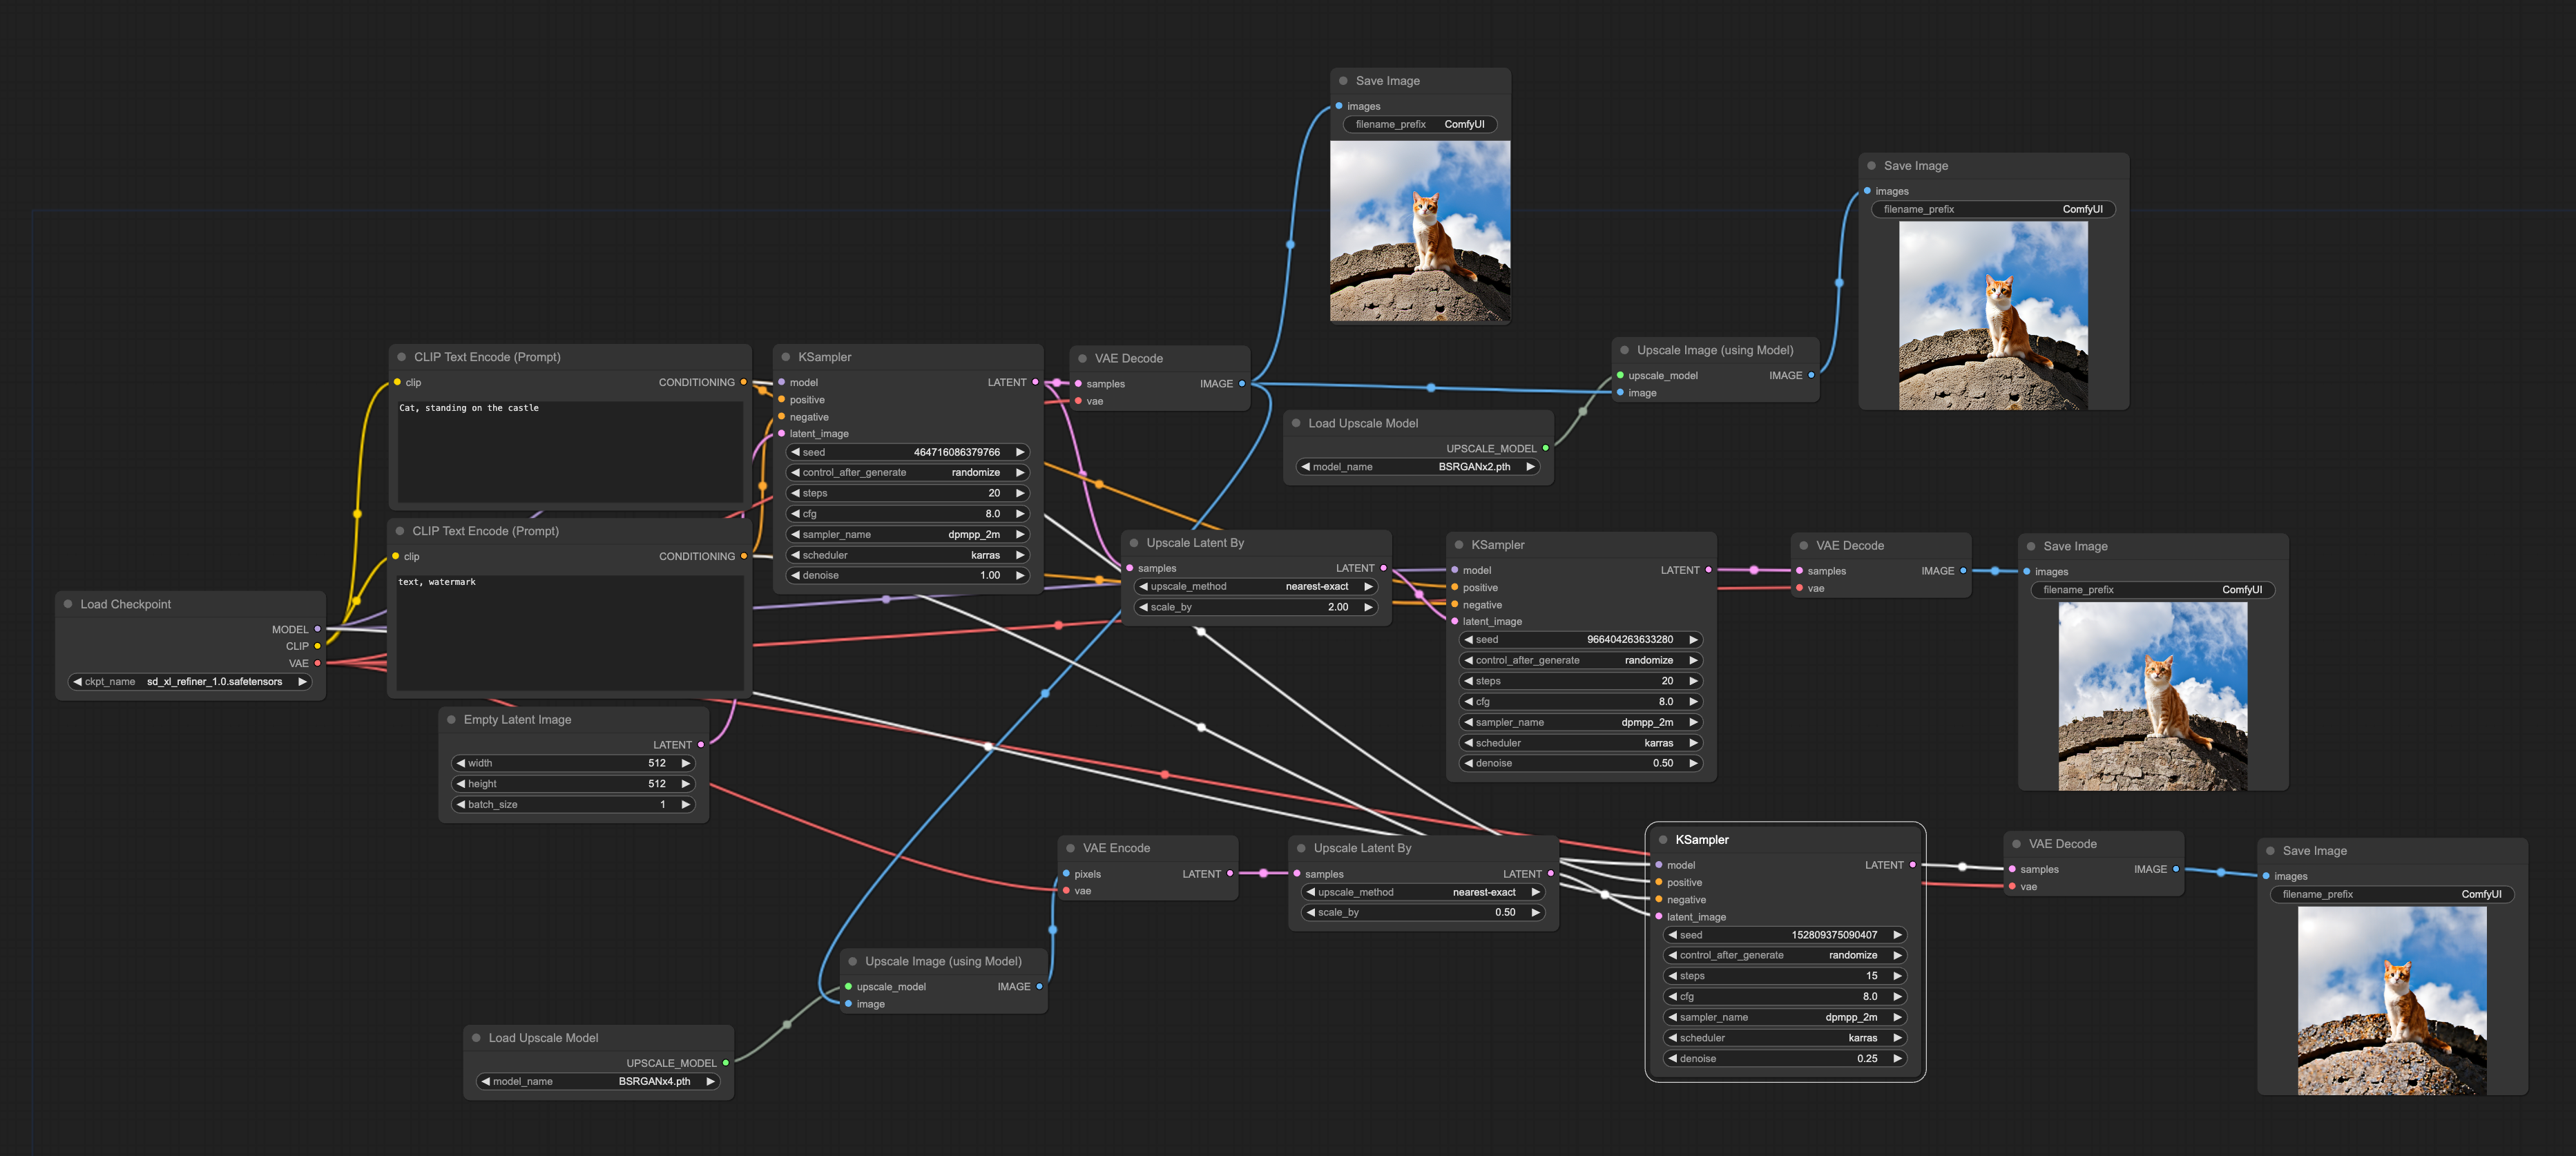 Save Image
images
filename_prefix ComfyUI
Save Image
images
filename_prefix ComfyUI
CLIP Text Encode (Prompt)
clip CONDITIONING
Cat, standing on the castle
KSampler
model LATENT
positive
negative
latent_image
seed 464716086379766
control_after_generate randomize
steps 20
cfg 8.0
sampler_name dpmpp_2m
scheduler karras
denoise 1.00
VAE Decode
samples IMAGE
vae
Upscale Image (using Model)
upscale_model IMAGE
image
Load Upscale Model
UPSCALE_MODEL
model_name BSRGANx2.pth
CLIP Text Encode (Prompt)
clip CONDITIONING
text, watermark
Upscale Latent By
samples LATENT
upscale_method nearest-exact
scale_by 2.00
KSampler
model LATENT
positive
negative
latent_image
seed 966404263633280
control_after_generate randomize
steps 20
cfg 8.0
sampler_name dpmpp_2m
scheduler karras
denoise 0.50
VAE Decode
samples IMAGE
vae
Save Image
images
filename_prefix ComfyUI
Load Checkpoint
MODEL
CLIP
VAE
ckpt_name sd_xl_refiner_1.0.safetensors
Empty Latent Image
LATENT
width 512
height 512
batch_size 1
VAE Encode
pixels LATENT
vae
Upscale Latent By
samples LATENT
upscale_method nearest-exact
scale_by 0.50
KSampler
model LATENT
positive
negative
latent_image
seed 152809375090407
control_after_generate randomize
steps 15
cfg 8.0
sampler_name dpmpp_2m
scheduler karras
denoise 0.25
VAE Decode
samples IMAGE
vae
Save Image
images
filename_prefix ComfyUI
Upscale Image (using Model)
upscale_model IMAGE
image
Load Upscale Model
UPSCALE_MODEL
model_name BSRGANx4.pth